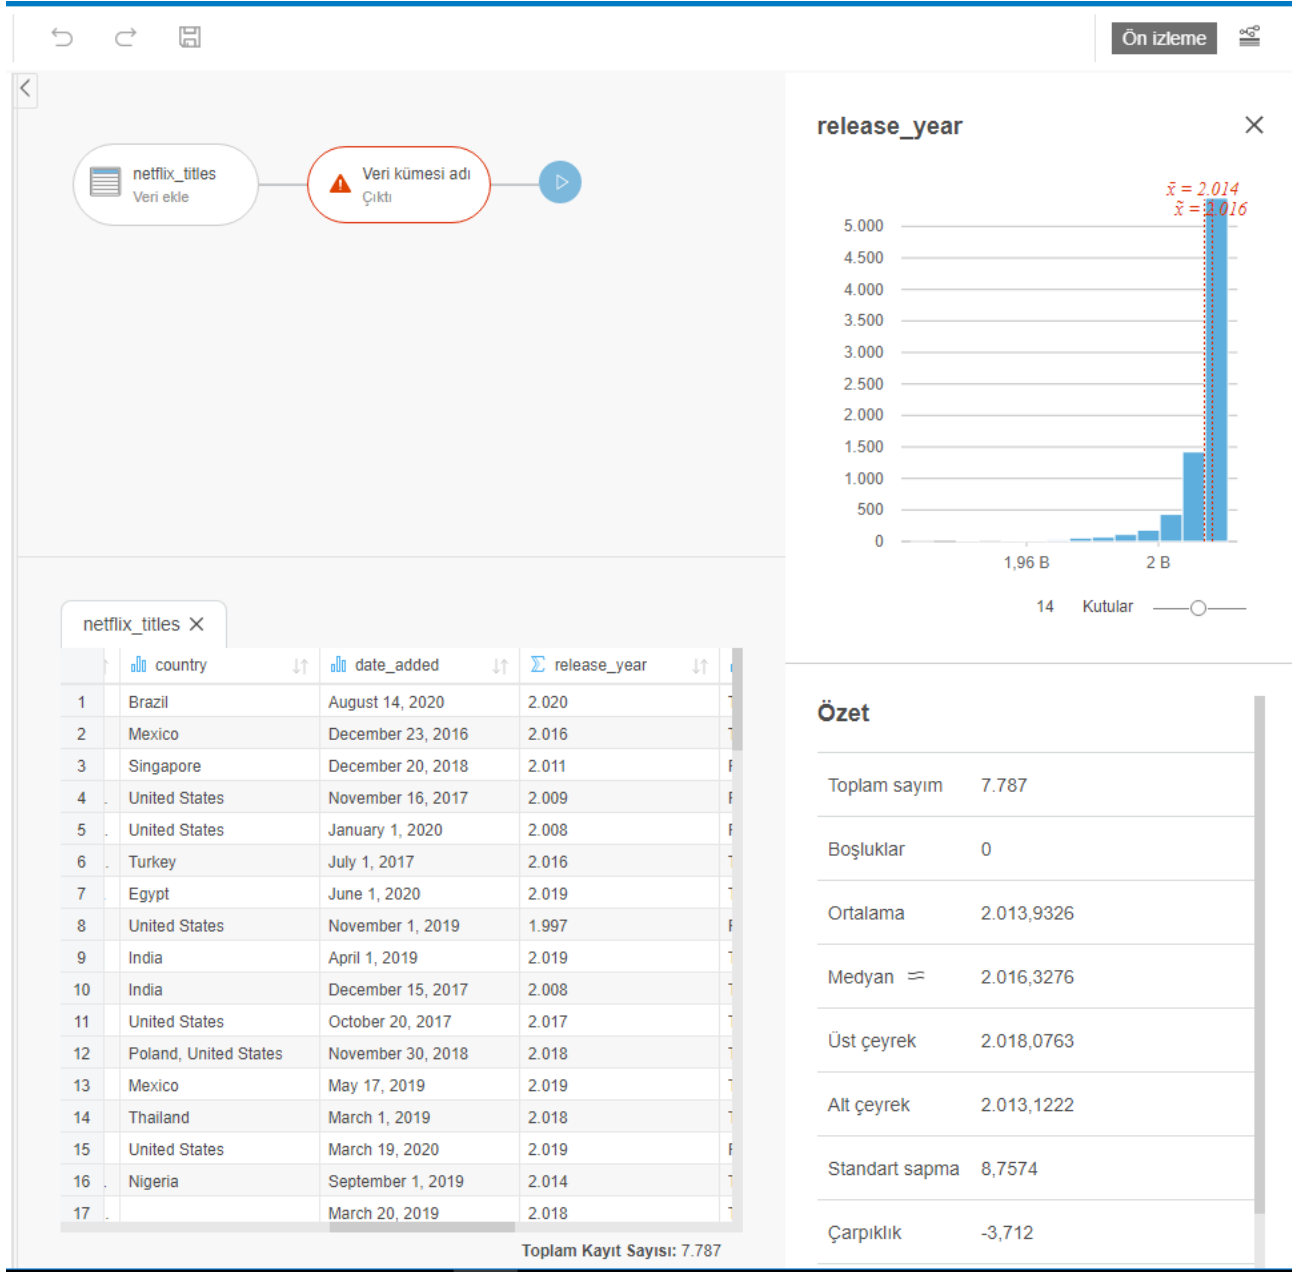 Ön izleme
netflix_titles
Veri ekle
Veri kümesi adı
Çıktı
release_year
x̄ = 2.014
x̃ = 2.016
5.000
4.500
4.000
3.500
3.000
2.500
2.000
1.500
1.000
500
0
1,96 B 2 B
14 Kutular
netflix_titles
country date_added release_year
1 Brazil August 14, 2020 2.020
2 Mexico December 23, 2016 2.016
3 Singapore December 20, 2018 2.011
4 United States November 16, 2017 2.009
5 United States January 1, 2020 2.008
6 Turkey July 1, 2017 2.016
7 Egypt June 1, 2020 2.019
8 United States November 1, 2019 1.997
9 India April 1, 2019 2.019
10 India December 15, 2017 2.008
11 United States October 20, 2017 2.017
12 Poland, United States November 30, 2018 2.018
13 Mexico May 17, 2019 2.019
14 Thailand March 1, 2019 2.018
15 United States March 19, 2020 2.019
16 Nigeria September 1, 2019 2.014
17 March 20, 2019 2.018
Toplam Kayıt Sayısı: 7.787
Özet
Toplam sayım 7.787
Boşluklar 0
Ortalama 2.013,9326
Medyan 2.016,3276
Üst çeyrek 2.018,0763
Alt çeyrek 2.013,1222
Standart sapma 8,7574
Çarpıklık -3,712